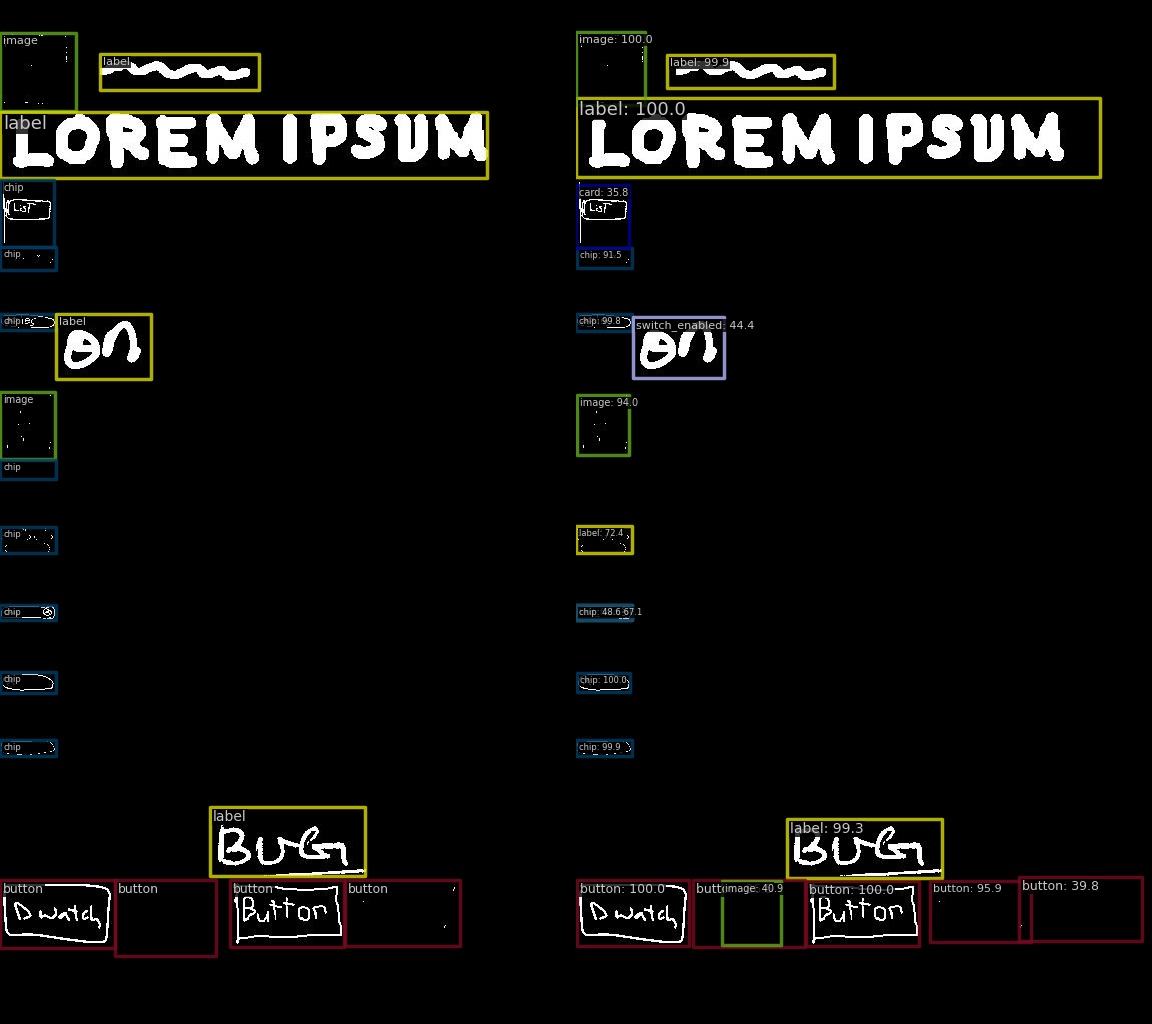 image image: 100.0
label label: 99.9
label label: 100.0
LOREM IPSUM LOREM IPSUM
chip card: 35.8
LIST LIST
chip chip: 91.5
chip label chip: 99.8 switch_enabled: 44.4
on on
image image: 94.0
chip
chip label: 72.4
chip chip: 48.6 67.1
chip chip: 100.0
chip chip: 99.9
label label: 99.3
BUG BUG
button button button button button: 100.0 image: 40.9 button: 100.0 button: 95.9 button: 39.8
Dwatch Button Dwatch Button